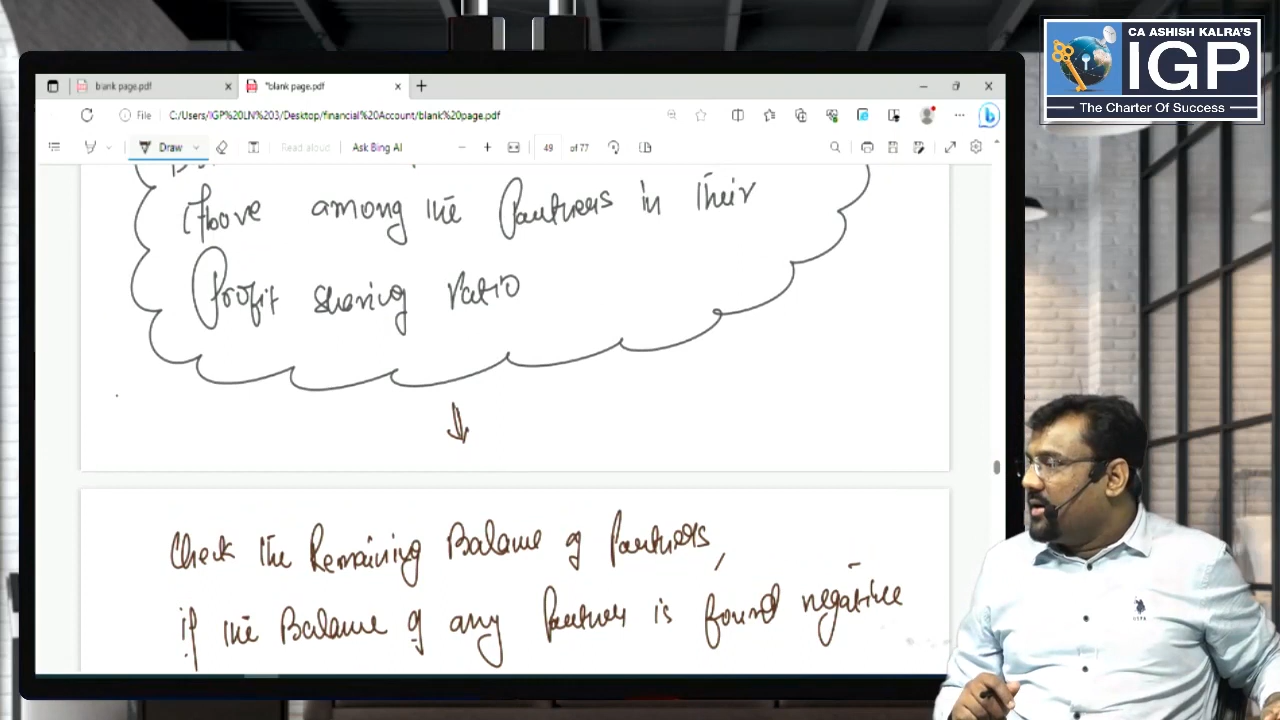 CA ASHISH KALRA'S
IGP
The Charter Of Success
blank page.pdf
*blank page.pdf
File C:/Users/IGP%20LN%203/Desktop/financial%20Account/blank%20page.pdf
Draw Read aloud Ask Bing AI 49 of 77
Above among the Partners in their
Profit sharing ratio
Check the Remaining Balance of Partners,
if the Balance of any Partner is found negative